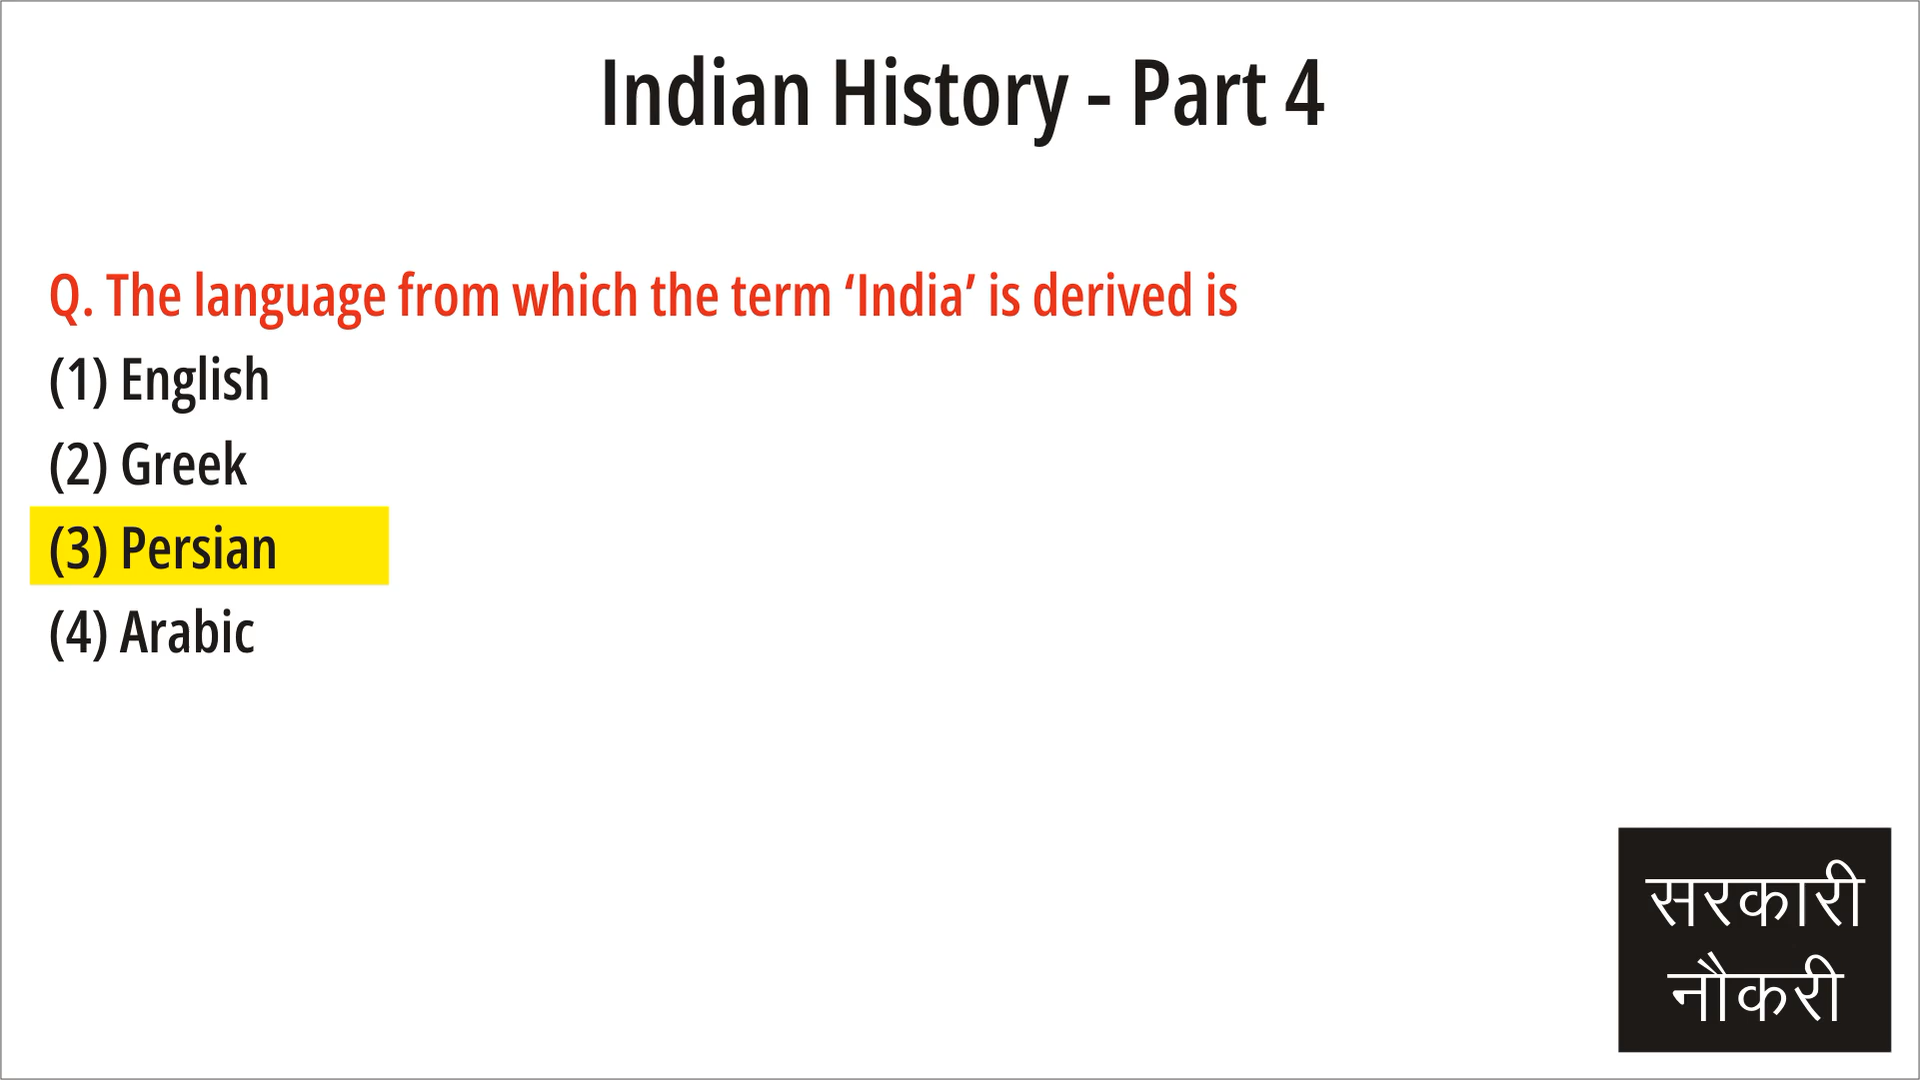 Indian History - Part 4
Q. The language from which the term ‘India’ is derived is
(1) English
(2) Greek
(3) Persian
(4) Arabic
सरकारी
नौकरी